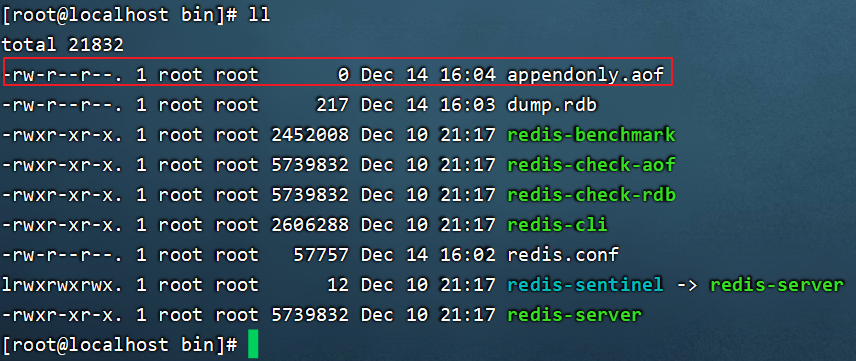 [root@localhost bin]# ll
total 21832
-rw-r--r--. 1 root root       0 Dec 14 16:04 appendonly.aof
-rw-r--r--. 1 root root     217 Dec 14 16:03 dump.rdb
-rwxr-xr-x. 1 root root 2452008 Dec 10 21:17 redis-benchmark
-rwxr-xr-x. 1 root root 5739832 Dec 10 21:17 redis-check-aof
-rwxr-xr-x. 1 root root 5739832 Dec 10 21:17 redis-check-rdb
-rwxr-xr-x. 1 root root 2606288 Dec 10 21:17 redis-cli
-rw-r--r--. 1 root root   57757 Dec 14 16:02 redis.conf
lrwxrwxrwx. 1 root root      12 Dec 10 21:17 redis-sentinel -> redis-server
-rwxr-xr-x. 1 root root 5739832 Dec 10 21:17 redis-server
[root@localhost bin]#